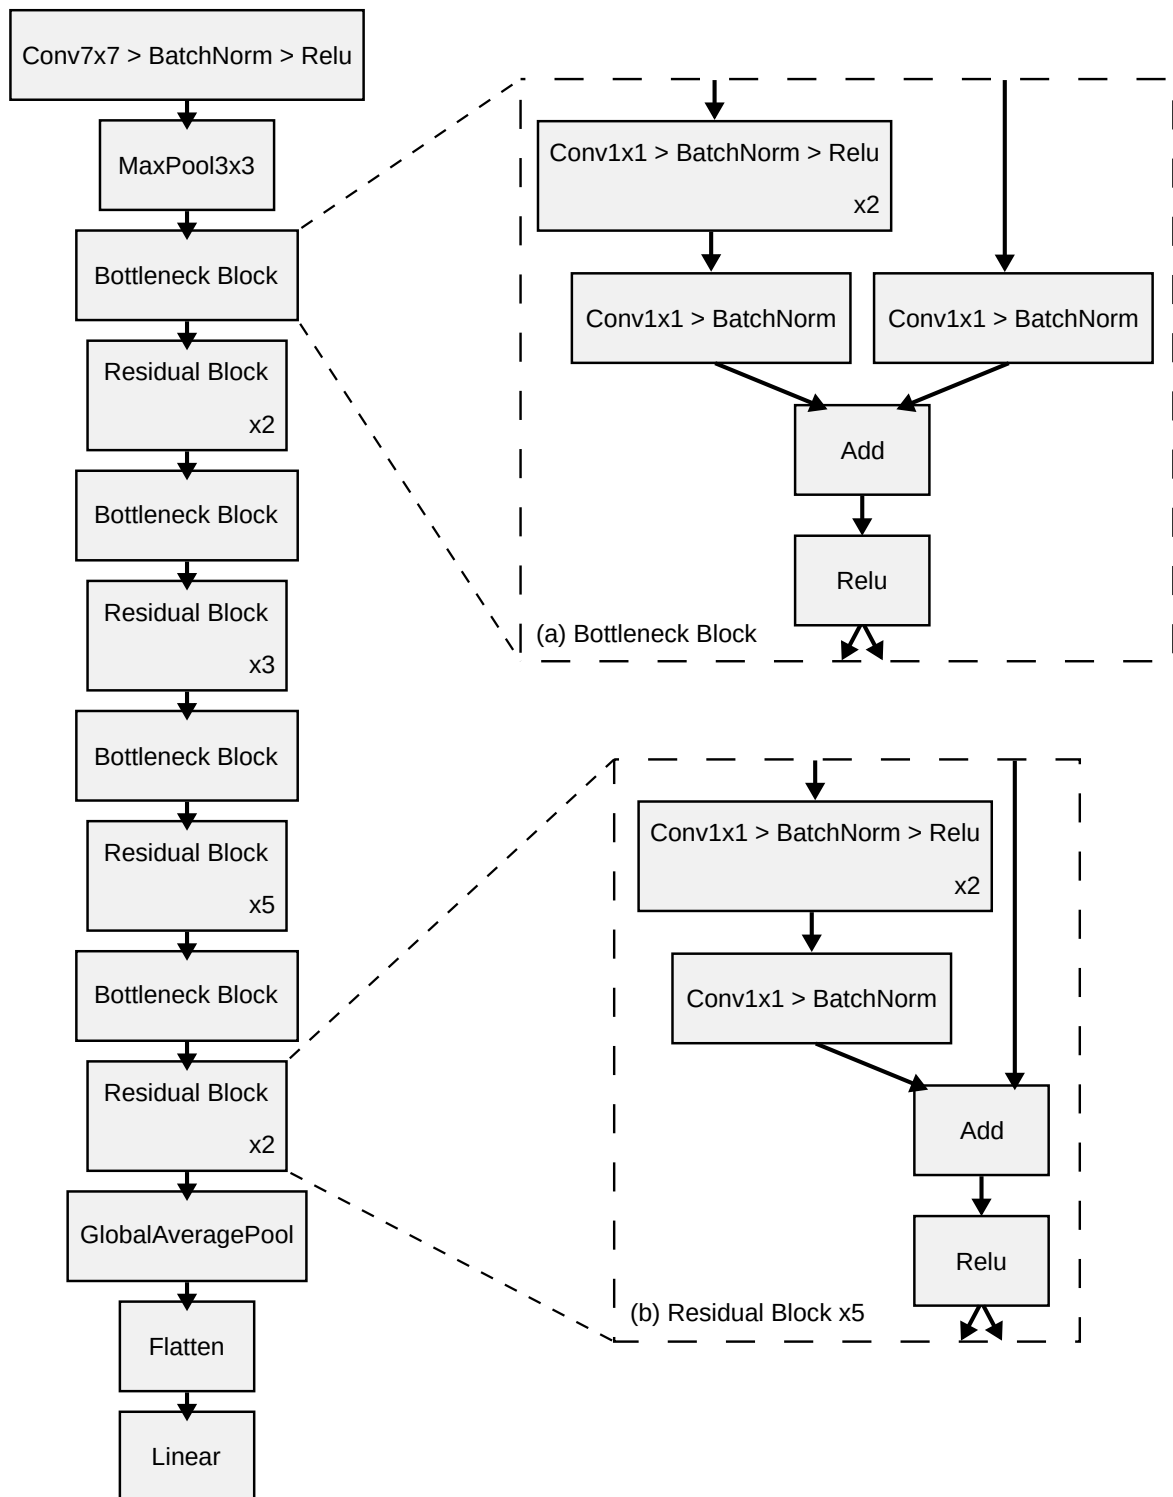 Conv7x7 > BatchNorm > Relu
MaxPool3x3
Bottleneck Block
Residual Block
x2
Bottleneck Block
Residual Block
x3
Bottleneck Block
Residual Block
x5
Bottleneck Block
Residual Block
x2
GlobalAveragePool
Flatten
Linear
Conv1x1 > BatchNorm > Relu
x2
Conv1x1 > BatchNorm
Conv1x1 > BatchNorm
Add
Relu
(a) Bottleneck Block
Conv1x1 > BatchNorm > Relu
x2
Conv1x1 > BatchNorm
Add
Relu
(b) Residual Block x5